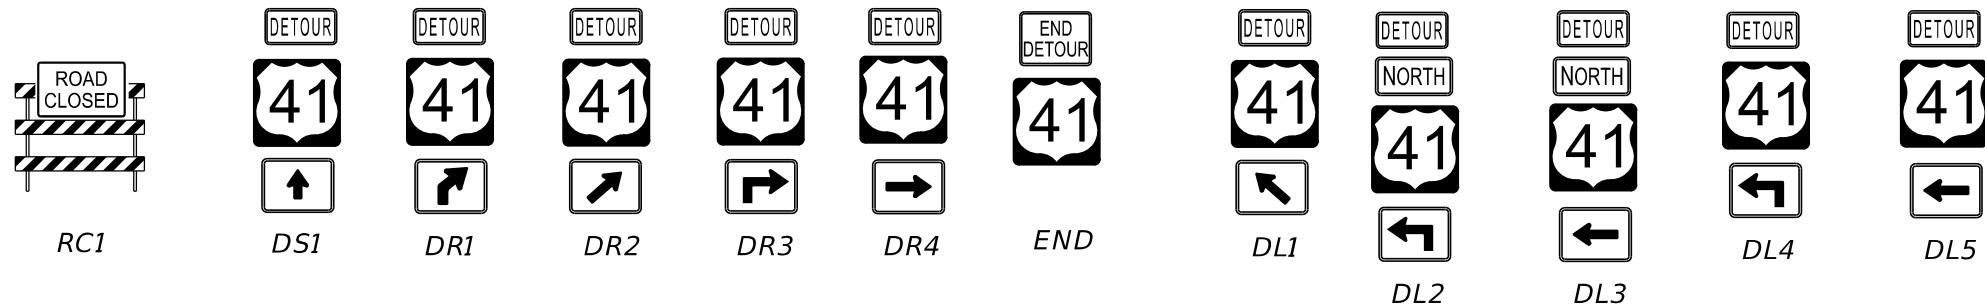 ROAD
CLOSED
RC1
DETOUR
41
DS1
DETOUR
41
DR1
DETOUR
41
DR2
DETOUR
41
DR3
DETOUR
41
DR4
END
DETOUR
41
END
DETOUR
41
DL1
DETOUR
NORTH
41
DL2
DETOUR
NORTH
41
DL3
DETOUR
41
DL4
DETOUR
41
DL5